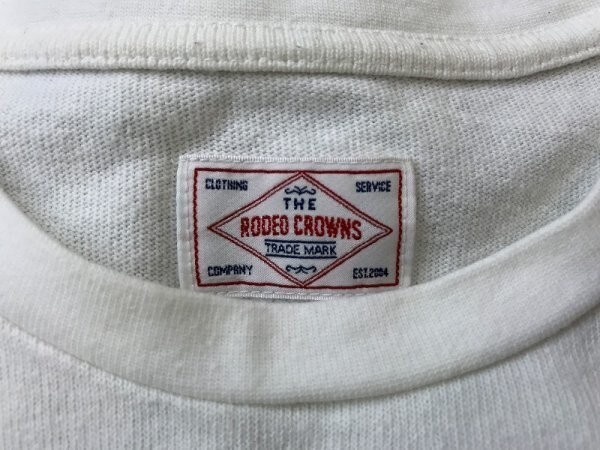 CLOTHING SERVICE
THE
RODEO CROWNS
TRADE MARK
COMPANY EST.2004